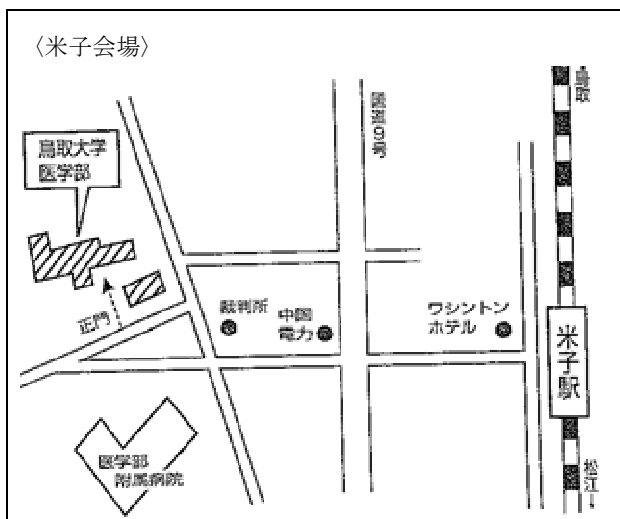 〈米子会場〉
鳥取
国道9号
鳥取大学
医学部
正門
裁判所
中国
電力
ワシントン
ホテル
米子駅
医学部
附属病院
松江→